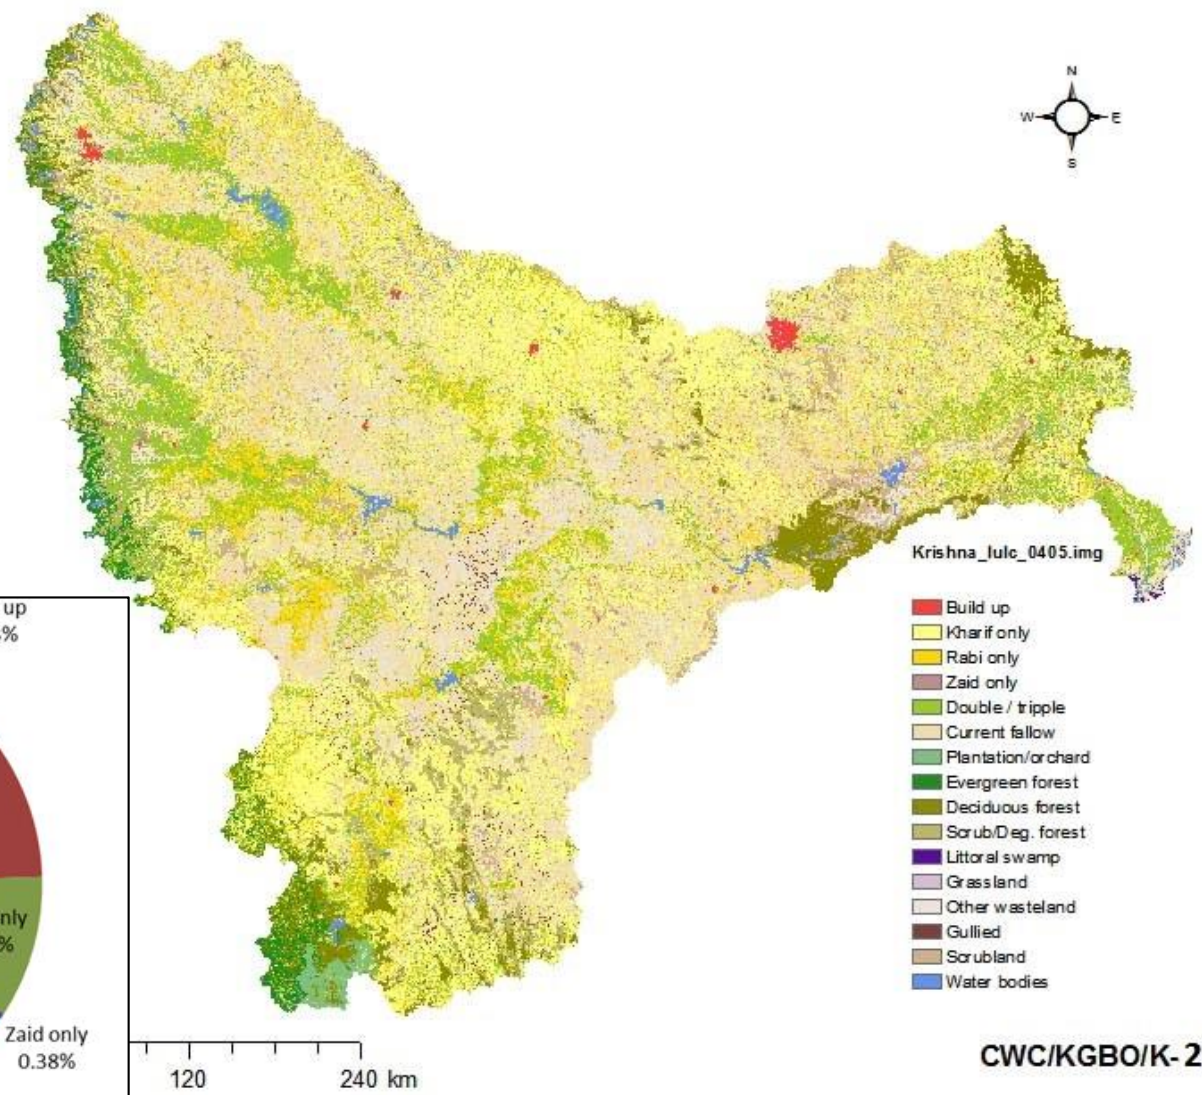 N
W
E
S
Krishna_lulc_0405.img
Build up
Kharif only
Rabi only
Zaid only
Double / tripple
Current fallow
Plantation/orchard
Evergreen forest
Deciduous forest
Scrub/Deg. forest
Littoral swamp
Grassland
Other wasteland
Gullied
Scrubland
Water bodies
up
%
nly
%
Zaid only
0.38%
120 240 km
CWC/KGBO/K-2